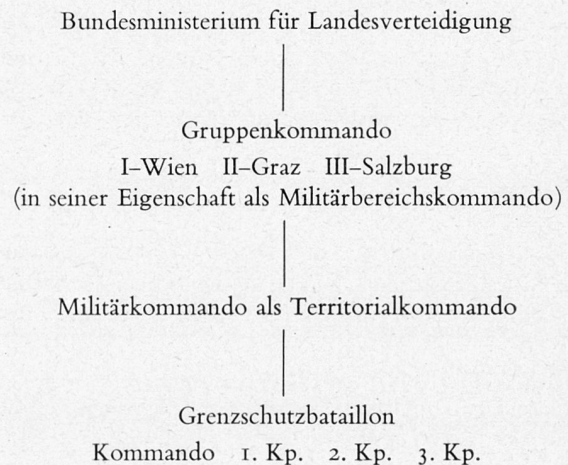 Bundesministerium für Landesverteidigung
Gruppenkommando
I–Wien II–Graz III–Salzburg
(in seiner Eigenschaft als Militärbereichskommando)
Militärkommando als Territorialkommando
Grenzschutzbataillon
Kommando 1. Kp. 2. Kp. 3. Kp.